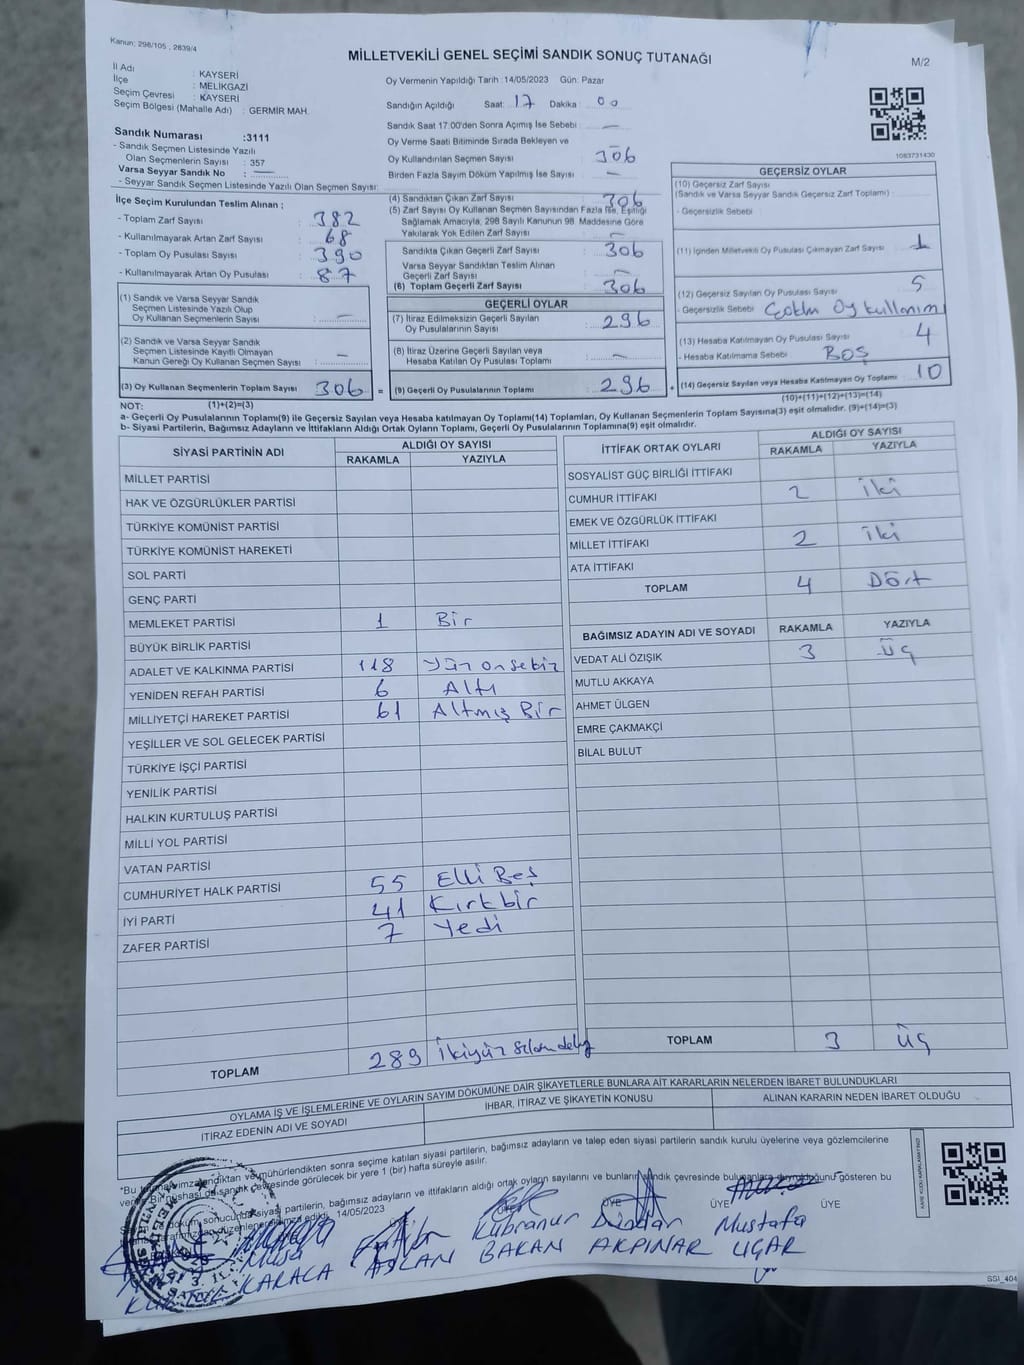 Kanun: 298/105 , 2839/4
MİLLETVEKİLİ GENEL SEÇİMİ SANDIK SONUÇ TUTANAĞI
M/2
İl Adı : KAYSERİ
İlçe : MELİKGAZİ
Seçim Çevresi : KAYSERİ
Seçim Bölgesi (Mahalle Adı) : GERMİR MAH.
Sandık Numarası :3111
- Sandık Seçmen Listesinde Yazılı
Olan Seçmenlerin Sayısı : 357
Varsa Seyyar Sandık No : —
- Seyyar Sandık Seçmen Listesinde Yazılı Olan Seçmen Sayısı:
Oy Vermenin Yapıldığı Tarih :14/05/2023 Gün: Pazar
Sandığın Açıldığı Saat: 17 Dakika : 00
Sandık Saat 17:00'den Sonra Açılmış İse Sebebi : —
Oy Verme Saati Bitiminde Sırada Bekleyen ve
Oy Kullandırılan Seçmen Sayısı : 306
Birden Fazla Sayım Döküm Yapılmış İse Sayısı : —
1083731430
İlçe Seçim Kurulundan Teslim Alınan ;
- Toplam Zarf Sayısı : 382
- Kullanılmayarak Artan Zarf Sayısı : 68
- Toplam Oy Pusulası Sayısı : 390
- Kullanılmayarak Artan Oy Pusulası : 87
(1) Sandık ve Varsa Seyyar Sandık
Seçmen Listesinde Yazılı Olup
Oy Kullanan Seçmenlerin Sayısı : —
(2) Sandık ve Varsa Seyyar Sandık
Seçmen Listesinde Kayıtlı Olmayan
Kanun Gereği Oy Kullanan Seçmen Sayısı : —
(3) Oy Kullanan Seçmenlerin Toplam Sayısı 306 =
(1)+(2)=(3)
(4) Sandıktan Çıkan Zarf Sayısı : 306
(5) Zarf Sayısı Oy Kullanan Seçmen Sayısından Fazla İse, Eşitliği
Sağlamak Amacıyla, 298 Sayılı Kanunun 98. Maddesine Göre
Yakılarak Yok Edilen Zarf Sayısı : —
Sandıkta Çıkan Geçerli Zarf Sayısı : 306
Varsa Seyyar Sandıktan Teslim Alınan
Geçerli Zarf Sayısı : —
(6) Toplam Geçerli Zarf Sayısı : 306
GEÇERLİ OYLAR
(7) İtiraz Edilmeksizin Geçerli Sayılan
Oy Pusulalarının Sayısı : 296
(8) İtiraz Üzerine Geçerli Sayılan veya
Hesaba Katılan Oy Pusulası Toplamı : —
(9) Geçerli Oy Pusulalarının Toplamı : 296 +
GEÇERSİZ OYLAR
(10) Geçersiz Zarf Sayısı
(Sandık ve Varsa Seyyar Sandık Geçersiz Zarf Toplamı) :
- Geçersizlik Sebebi :
(11) İçinden Milletvekili Oy Pusulası Çıkmayan Zarf Sayısı : 1
(12) Geçersiz Sayılan Oy Pusulası Sayısı : 5
- Geçersizlik Sebebi : Oy kullanım
(13) Hesaba Katılmayan Oy Pusulası Sayısı : 4
- Hesaba Katılmama Sebebi : BOŞ
(14) Geçersiz Sayılan veya Hesaba Katılmayan Oy Toplamı : 10
(10)+(11)+(12)+(13)=(14)
NOT:
a- Geçerli Oy Pusulalarının Toplamı(9) ile Geçersiz Sayılan veya Hesaba katılmayan Oy Toplamı(14) Toplamları, Oy Kullanan Seçmenlerin Toplam Sayısına(3) eşit olmalıdır. (9)+(14)=(3)
b- Siyasi Partilerin, Bağımsız Adayların ve İttifakların Aldığı Ortak Oyların Toplamı, Geçerli Oy Pusulalarının Toplamına(9) eşit olmalıdır.
SİYASİ PARTİNİN ADI ALDIĞI OY SAYISI
RAKAMLA YAZIYLA
MİLLET PARTİSİ
HAK VE ÖZGÜRLÜKLER PARTİSİ
TÜRKİYE KOMÜNİST PARTİSİ
TÜRKİYE KOMÜNİST HAREKETİ
SOL PARTİ
GENÇ PARTİ
MEMLEKET PARTİSİ 1 Bir
BÜYÜK BİRLİK PARTİSİ
ADALET VE KALKINMA PARTİSİ 118 Yüz onsekiz
YENİDEN REFAH PARTİSİ 6 Altı
MİLLİYETÇİ HAREKET PARTİSİ 61 Altmış Bir
YEŞİLLER VE SOL GELECEK PARTİSİ
TÜRKİYE İŞÇİ PARTİSİ
YENİLİK PARTİSİ
HALKIN KURTULUŞ PARTİSİ
MİLLİ YOL PARTİSİ
VATAN PARTİSİ
CUMHURİYET HALK PARTİSİ 55 Elli Beş
İYİ PARTİ 41 Kırkbir
ZAFER PARTİSİ 7 Yedi
TOPLAM 289
İTTİFAK ORTAK OYLARI ALDIĞI OY SAYISI
RAKAMLA YAZIYLA
SOSYALİST GÜÇ BİRLİĞİ İTTİFAKI
CUMHUR İTTİFAKI 2 İki
EMEK VE ÖZGÜRLÜK İTTİFAKI
MİLLET İTTİFAKI 2 İki
ATA İTTİFAKI
TOPLAM 4 Dört
BAĞIMSIZ ADAYIN ADI VE SOYADI RAKAMLA YAZIYLA
VEDAT ALİ ÖZIŞIK 3 Üç
MUTLU AKKAYA
AHMET ÜLGEN
EMRE ÇAKMAKÇİ
BİLAL BULUT
TOPLAM 3 Üç
OYLAMA İŞ VE İŞLEMLERİNE VE OYLARIN SAYIM DÖKÜMÜNE DAİR ŞİKAYETLERLE BUNLARA AİT KARARLARIN NELERDEN İBARET BULUNDUKLARI
İTİRAZ EDENİN ADI VE SOYADI İHBAR, İTİRAZ VE ŞİKAYETİN KONUSU ALINAN KARARIN NEDEN İBARET OLDUĞU
mühürlendikten sonra seçime katılan siyasi partilerin, bağımsız adayların ve talep eden siyasi partilerin sandık kurulu üyelerine veya gözlemcilerine
çevresinde görülecek bir yere 1 (bir) hafta süreyle asılır.
döküm sonucunda siyasi partilerin, bağımsız adayların ve ittifakların aldığı ortak oyların sayılarını ve bunların sandık çevresinde gösteren bu
14/05/2023
ÜYE ÜYE ÜYE
Musa KARACA
ASLAN
Kübranur BAKAN
AKPINAR
Mustafa UÇAR
SSI_404